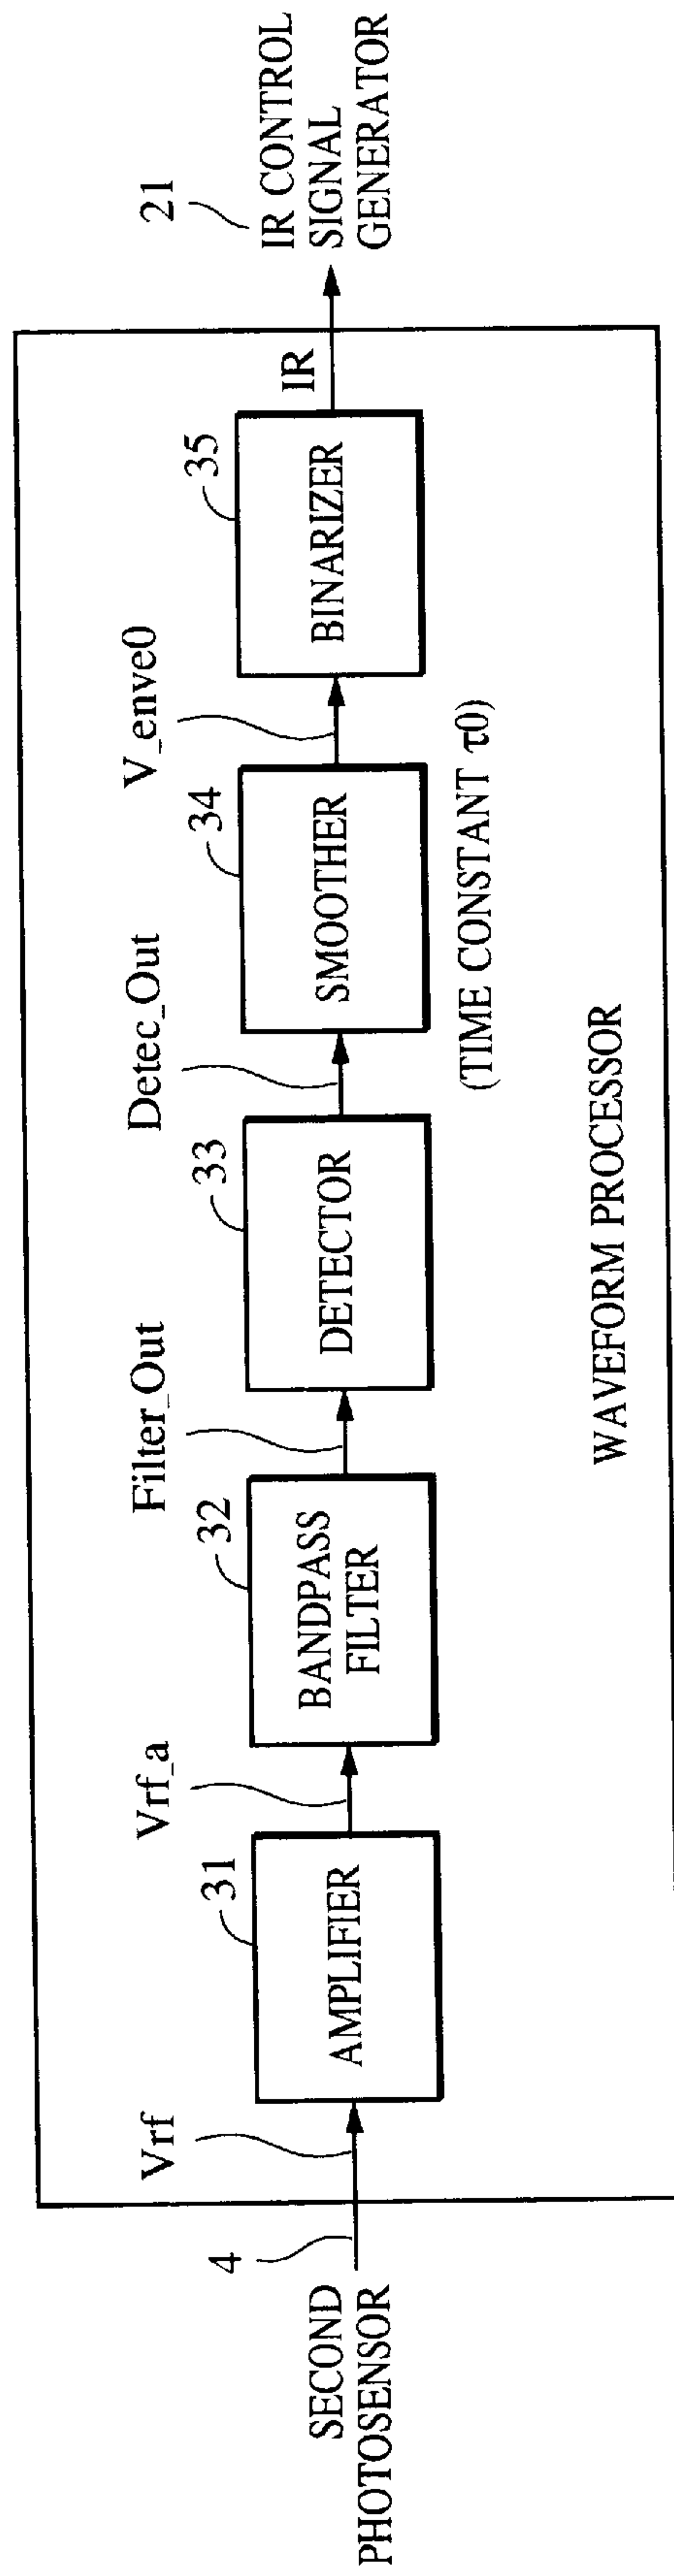 SECOND
PHOTOSENSOR
4
Vrf
31
AMPLIFIER
Vrf_a
32
BANDPASS
FILTER
Filter_Out
33
DETECTOR
Detec_Out
34
SMOOTHER
(TIME CONSTANT τ0)
V_enve0
35
BINARIZER
IR
21
IR CONTROL
SIGNAL
GENERATOR
WAVEFORM PROCESSOR